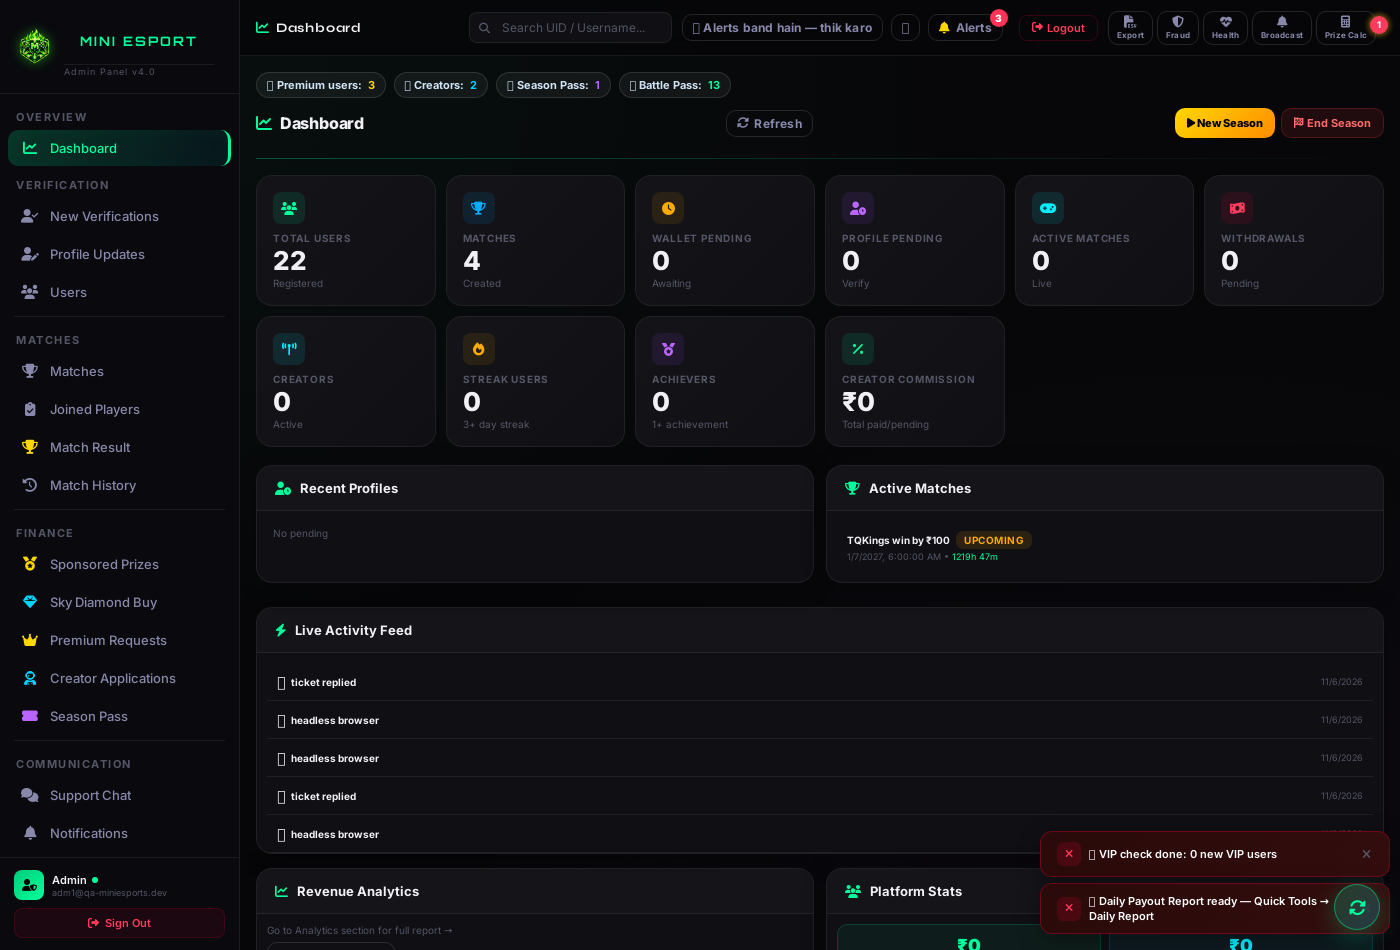 MINI ESPORT
Admin Panel v4.0
OVERVIEW
Dashboard
VERIFICATION
New Verifications
Profile Updates
Users
MATCHES
Matches
Joined Players
Match Result
Match History
FINANCE
Sponsored Prizes
Sky Diamond Buy
Premium Requests
Creator Applications
Season Pass
COMMUNICATION
Support Chat
Notifications
Admin
adm1@qa-miniesports.dev
Sign Out
Dashboard
Search UID / Username...
Alerts band hain — thik karo
Alerts 3
Logout
Export
Fraud
Health
Broadcast
Prize Calc 1
Premium users: 3
Creators: 2
Season Pass: 1
Battle Pass: 13
Dashboard
Refresh
New Season
End Season
TOTAL USERS
22
Registered
MATCHES
4
Created
WALLET PENDING
0
Awaiting
PROFILE PENDING
0
Verify
ACTIVE MATCHES
0
Live
WITHDRAWALS
0
Pending
CREATORS
0
Active
STREAK USERS
0
3+ day streak
ACHIEVERS
0
1+ achievement
CREATOR COMMISSION
₹0
Total paid/pending
Recent Profiles
No pending
Active Matches
TQKings win by ₹100 UPCOMING
1/7/2027, 6:00:00 AM • 1219h 47m
Live Activity Feed
ticket replied 11/6/2026
headless browser 11/6/2026
headless browser 11/6/2026
ticket replied 11/6/2026
headless browser
Revenue Analytics
Go to Analytics section for full report →
Platform Stats
₹0
₹0
VIP check done: 0 new VIP users
Daily Payout Report ready — Quick Tools →
Daily Report